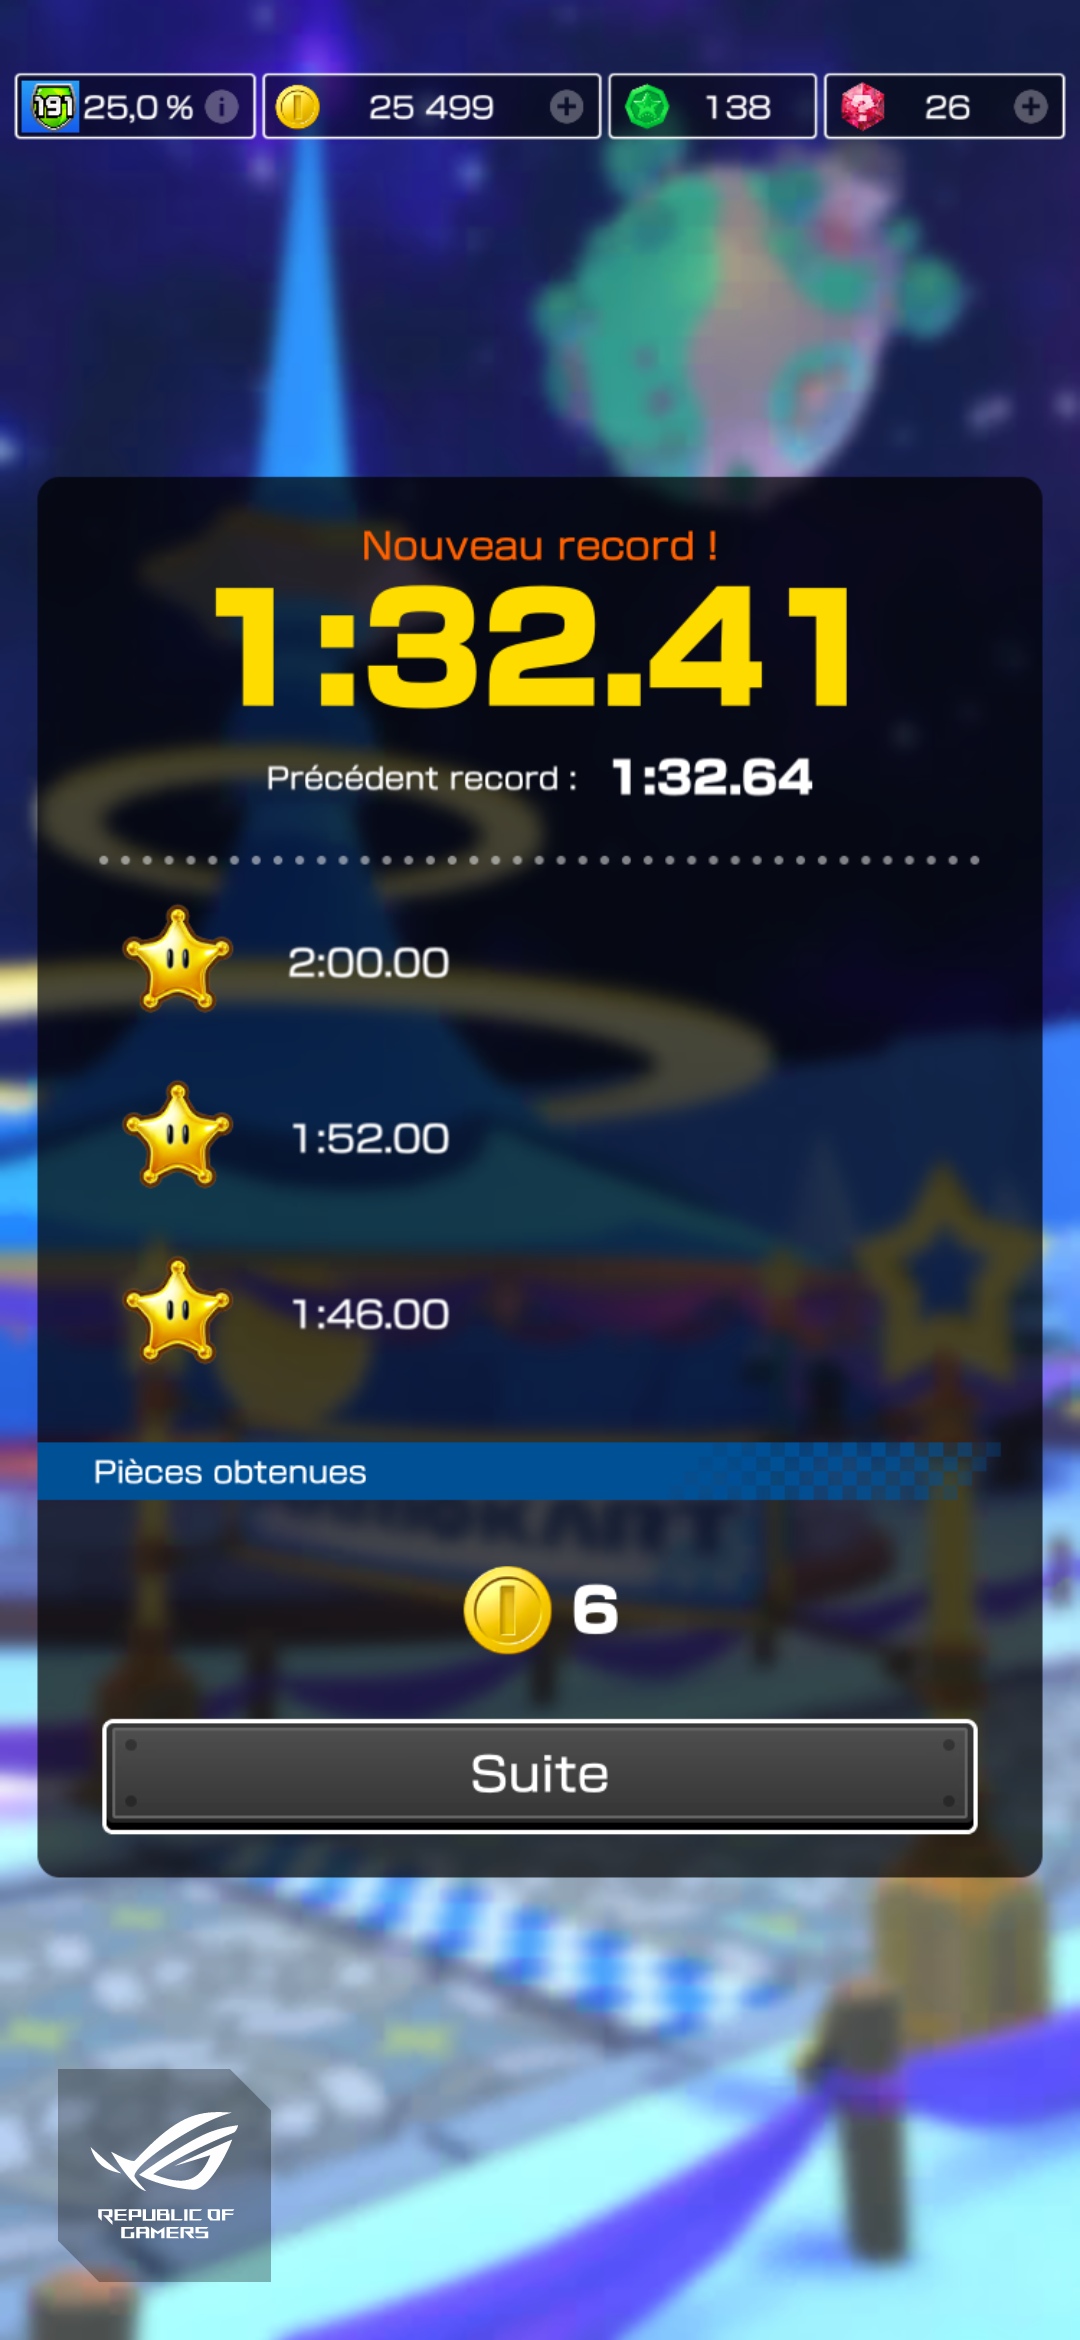 191 25,0 % i 25 499 + 138 ? 26 +
Nouveau record !
1:32.41
Précédent record : 1:32.64
2:00.00
1:52.00
1:46.00
Pièces obtenues
6
Suite
REPUBLIC OF
GAMERS